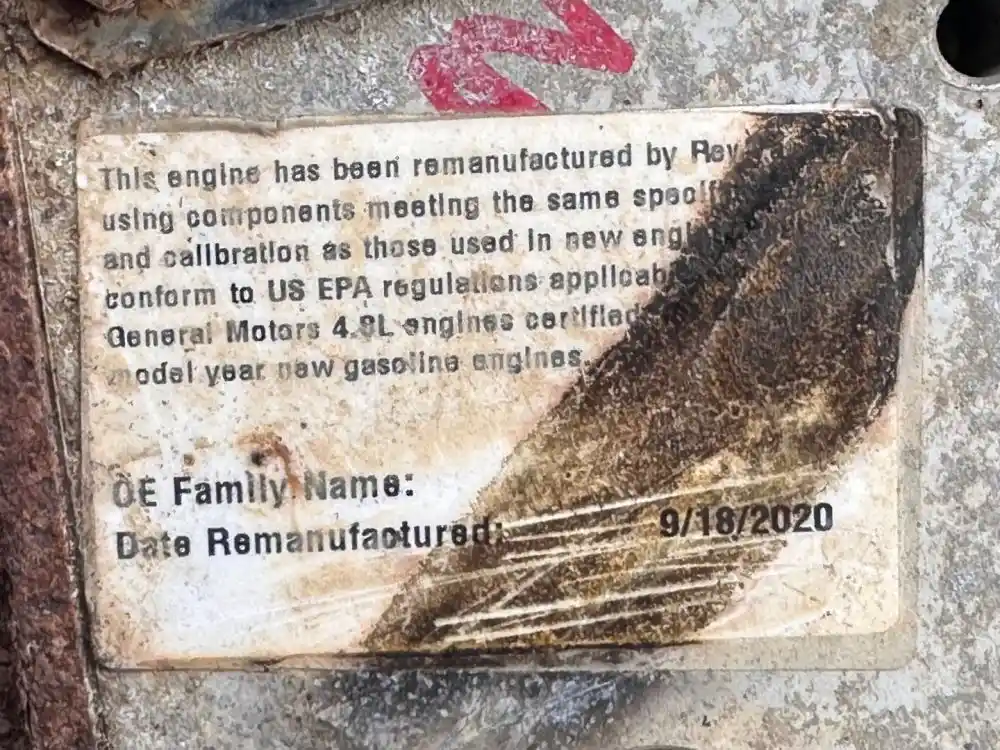 This engine has been remanufactured by
using components meeting the same
and calibration as those used in new
conform to US EPA regulations
General Motors 4.8L engines certified
model year new gasoline engines.
OE Family Name:
Date Remanufactured: 9/18/2020